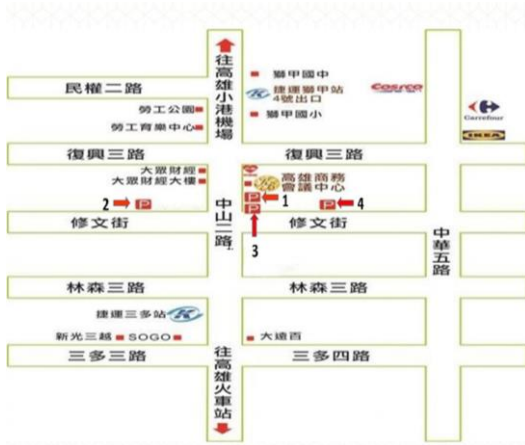 往高雄小港機場
獅甲國中
民權二路
捷運獅甲站
4號出口
COSTCO
Carrefour
勞工公園
獅甲國小
勞工育樂中心
IKEA
復興三路
復興三路
大眾財經
大眾財經大樓
高雄商務
會議中心
2
P
P
1
P
4
P
修文街
中山二路
修文街
中華五路
3
林森三路
林森三路
捷運三多站
新光三越
SOGO
大遠百
三多三路
三多四路
往高雄火車站